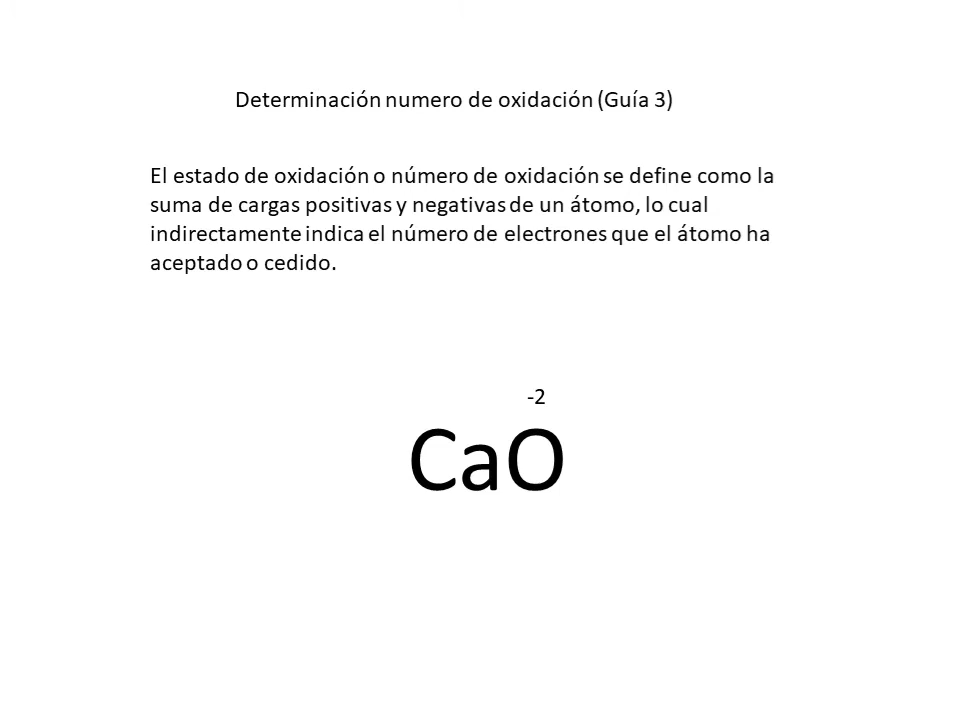 Determinación numero de oxidación (Guía 3)
El estado de oxidación o número de oxidación se define como la
suma de cargas positivas y negativas de un átomo, lo cual
indirectamente indica el número de electrones que el átomo ha
aceptado o cedido.
-2
CaO